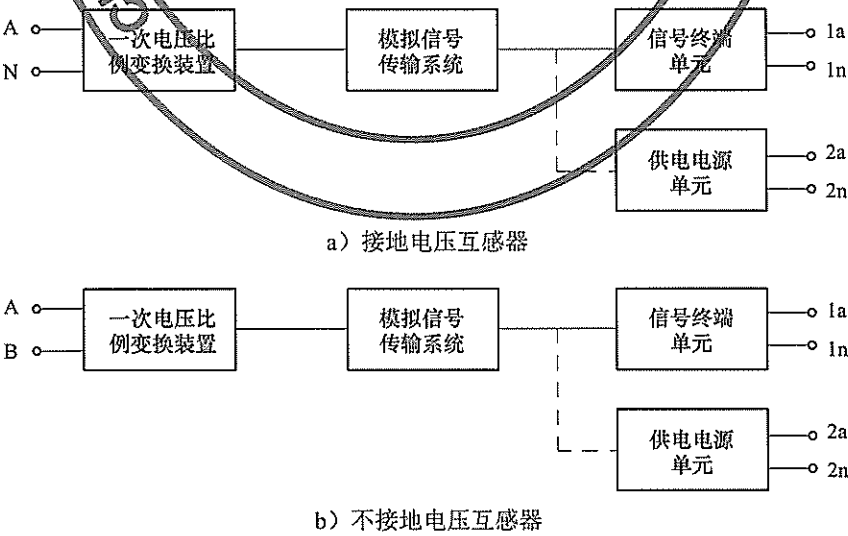 A
N
一次电压比
例变换装置
模拟信号
传输系统
信号终端
单元
1a
1n
供电电源
单元
2a
2n
a）接地电压互感器
A
B
一次电压比
例变换装置
模拟信号
传输系统
信号终端
单元
1a
1n
供电电源
单元
2a
2n
b）不接地电压互感器